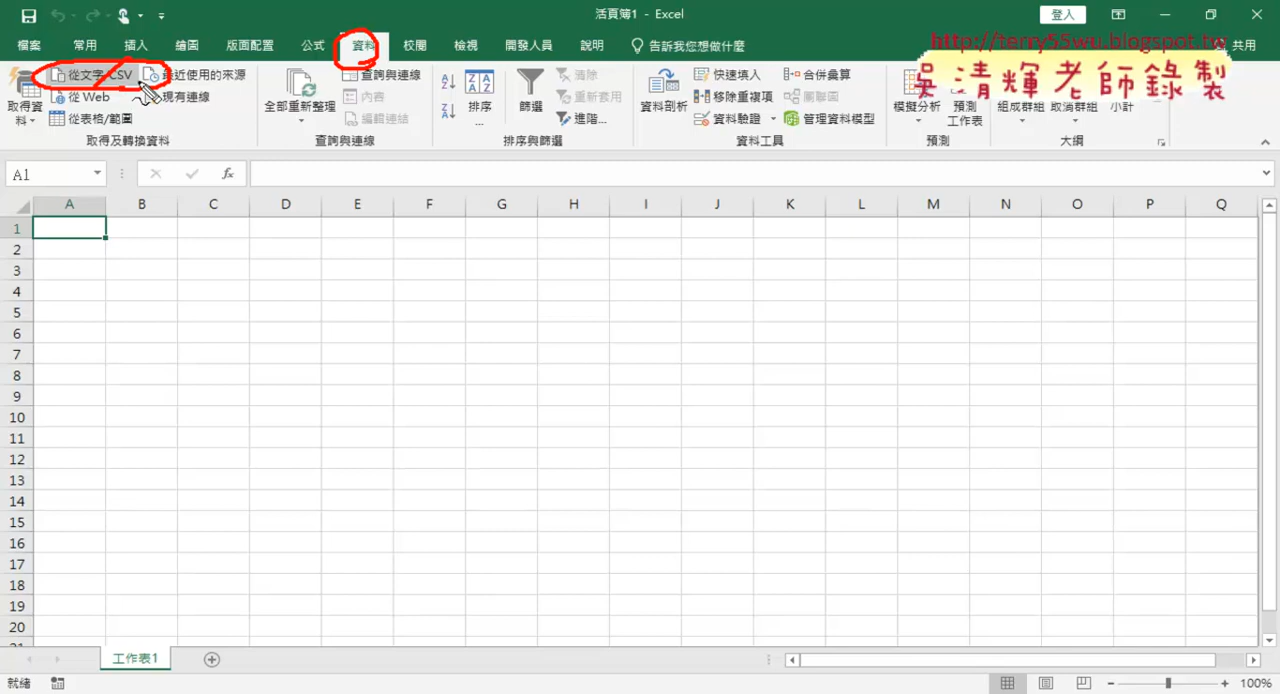 活頁簿1 - Excel
登入
檔案 常用 插入 繪圖 版面配置 公式 資料 校閱 檢視 開發人員 說明 告訴我您想做什麼 共用
http://terry55wu.blogspot.tw
吳清輝老師錄製
取得資料
從文字/CSV
從 Web
從表格/範圍
最近使用的來源
現有連線
取得及轉換資料
全部重新整理
查詢與連線
內容
編輯連結
查詢與連線
排序...
篩選
清除
重新套用
進階...
排序與篩選
資料剖析
快速填入
移除重複項
資料驗證
合併彙算
關聯圖
管理資料模型
資料工具
模擬分析
預測工作表
預測
組成群組
取消群組
小計
大綱
A1
fx
A B C D E F G H I J K L M N O P Q
1
2
3
4
5
6
7
8
9
10
11
12
13
14
15
16
17
18
19
20
21
工作表1
就緒
100%